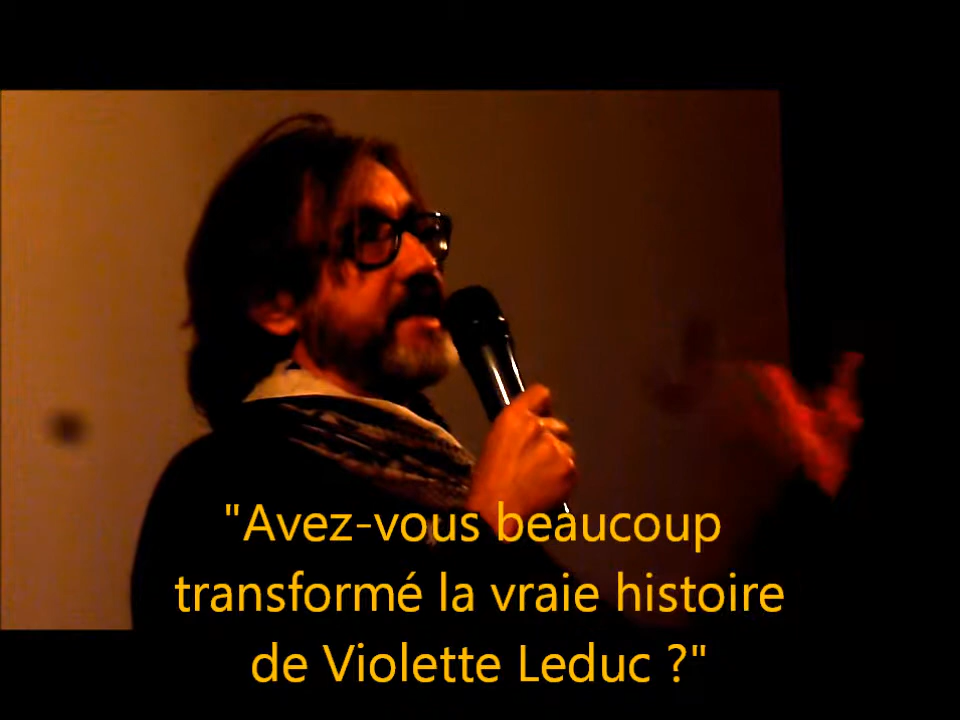 "Avez-vous beaucoup
transformé la vraie histoire
de Violette Leduc ?"